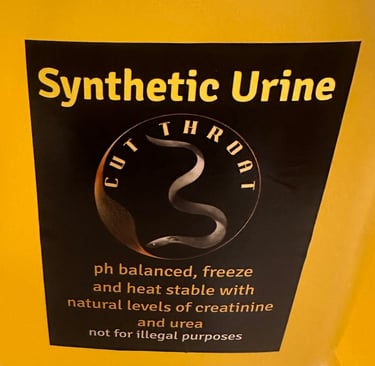 Synthetic Urine
CUT THROAT
ph balanced, freeze
and heat stable with
natural levels of creatinine
and urea
not for illegal purposes